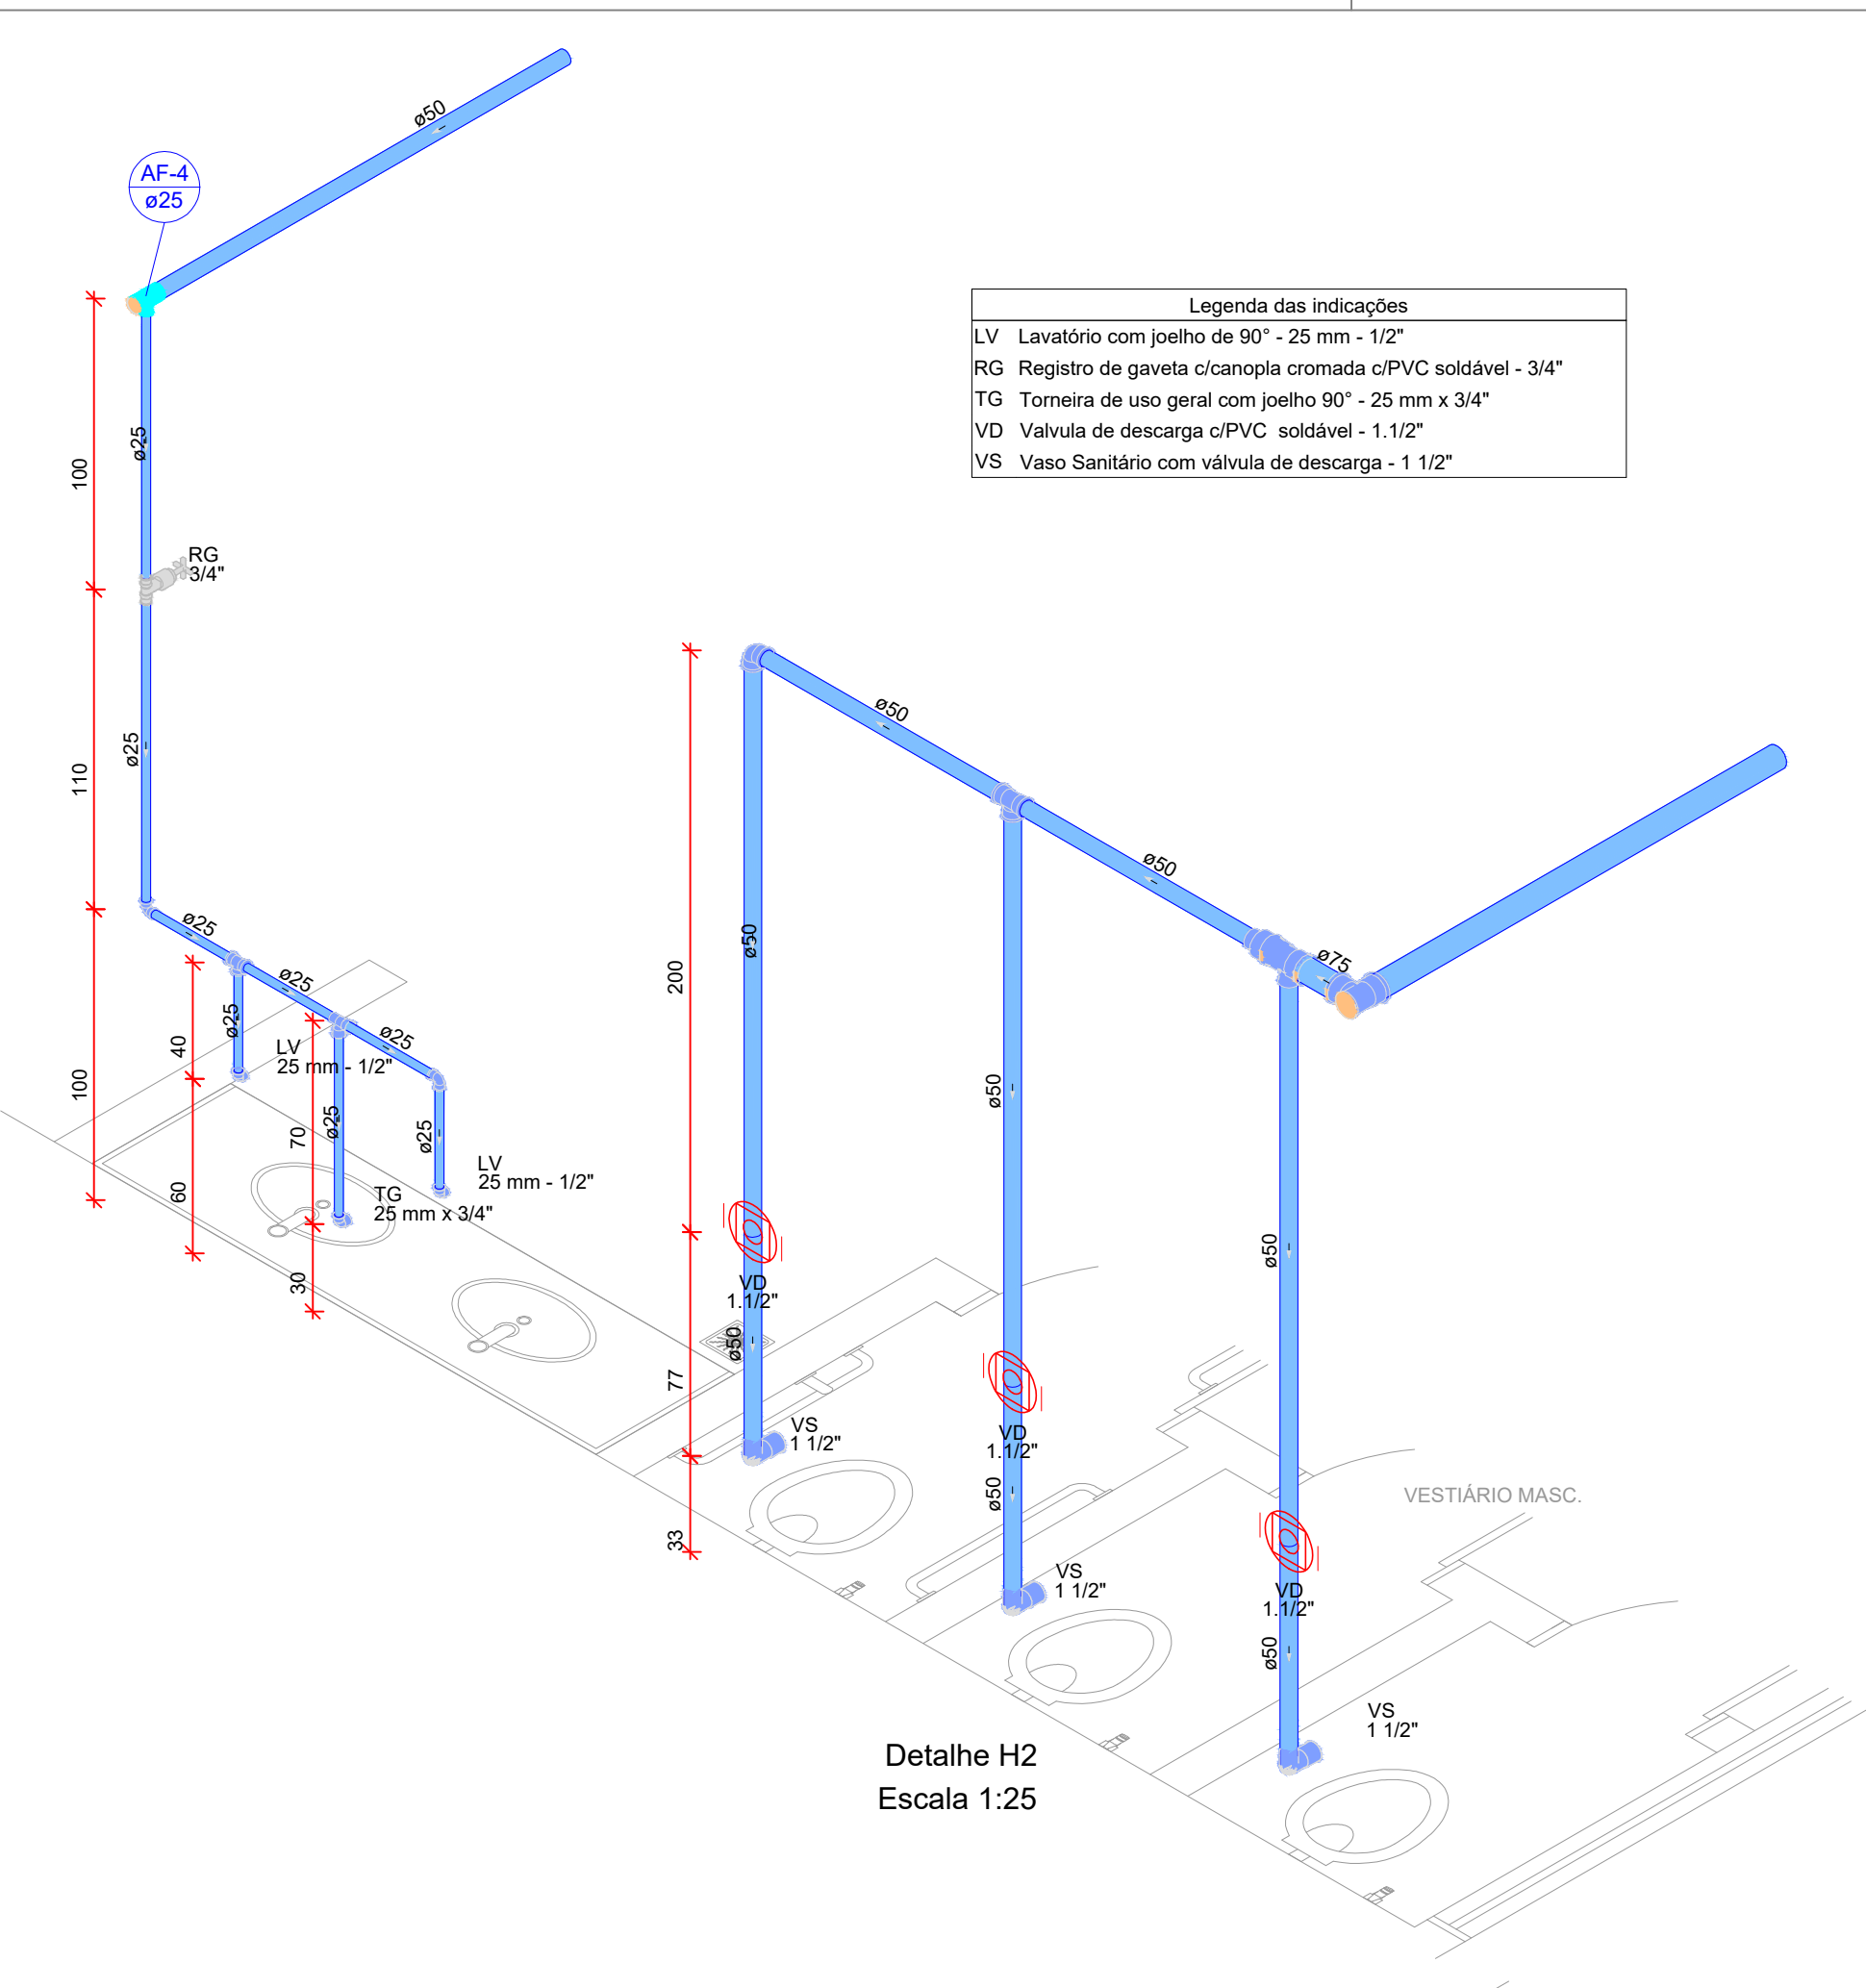 ø50
AF-4
ø25
Legenda das indicações
LV Lavatório com joelho de 90° - 25 mm - 1/2"
RG Registro de gaveta c/canopla cromada c/PVC soldável - 3/4"
TG Torneira de uso geral com joelho 90° - 25 mm x 3/4"
VD Valvula de descarga c/PVC soldável - 1.1/2"
VS Vaso Sanitário com válvula de descarga - 1 1/2"
ø25
100
RG
3/4"
ø25
110
ø50
ø50
ø50
200
ø75
ø25
ø25
ø25
ø25
40
LV
25 mm - 1/2"
100
ø25
70
ø25
60
LV
25 mm - 1/2"
TG
25 mm x 3/4"
30
ø50
ø50
VD
1.1/2"
ø50
77
VS
1 1/2"
33
VD
1.1/2"
ø50
VESTIÁRIO MASC.
VS
1 1/2"
VD
1.1/2"
ø50
VS
1 1/2"
Detalhe H2
Escala 1:25